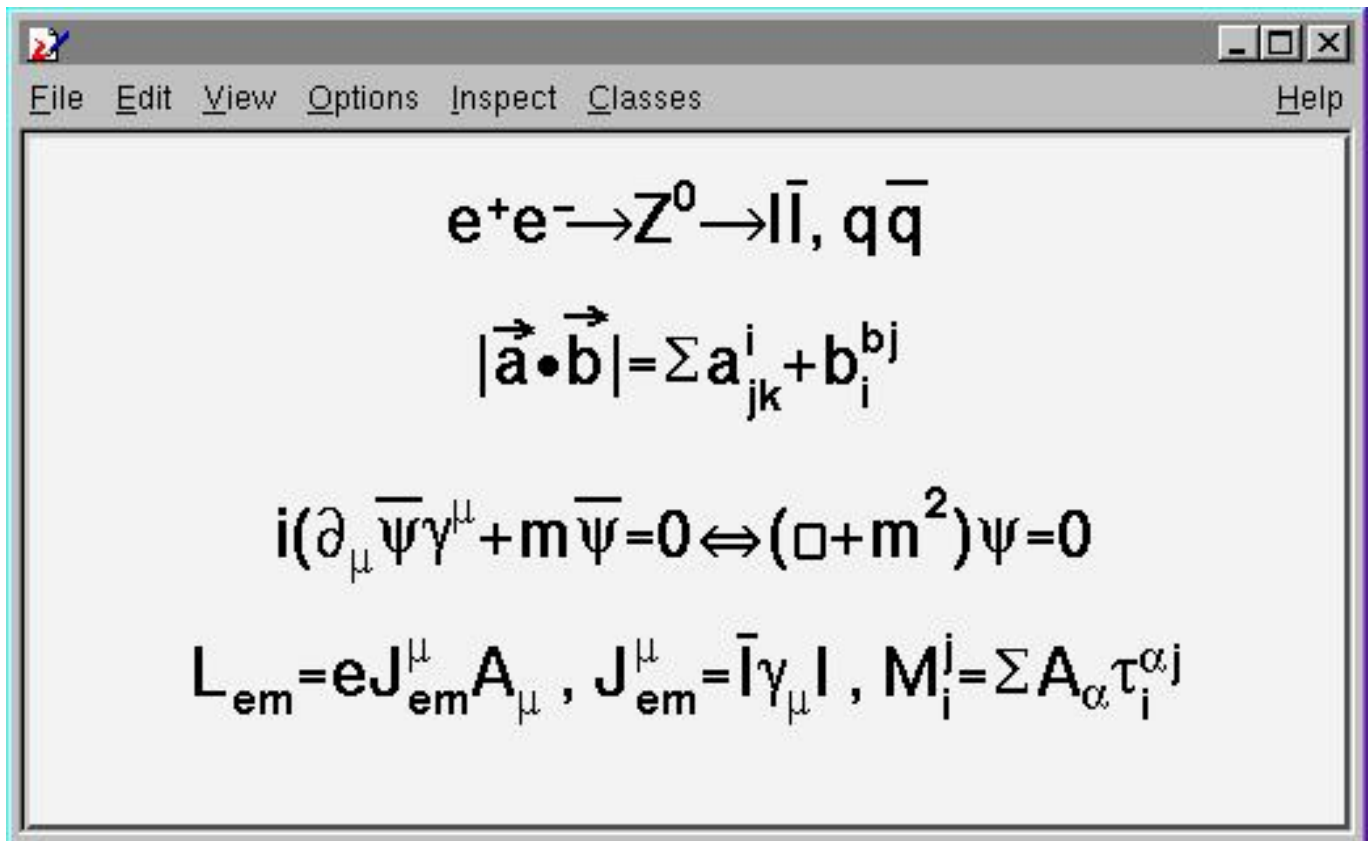 File Edit View Options Inspect Classes Help
e⁺e⁻→Z⁰→ll̅, qq̅
|a⃗•b⃗|=Σa^i_jk+b^bj_i
i(∂_μψ̅γ^μ+mψ̅=0⇔(□+m²)ψ=0
L_em=eJ^μ_emA_μ , J^μ_em=l̅γ_μl , M^j_i=ΣA_ατ^αj_i